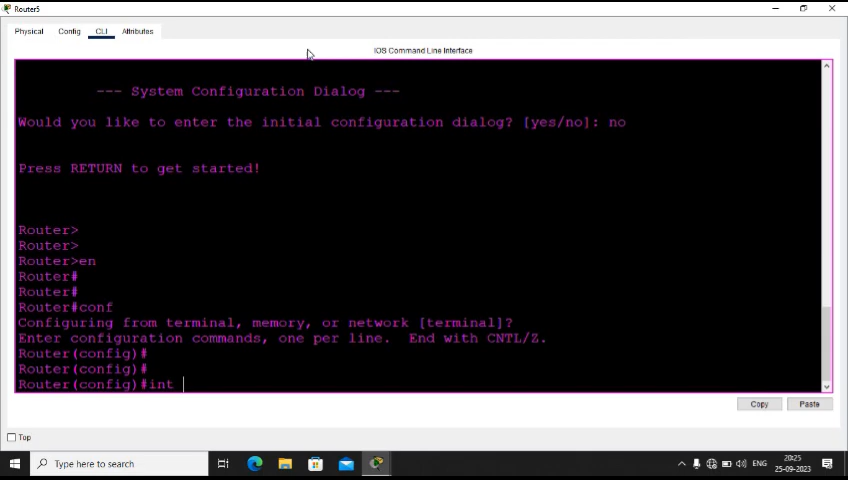 Router5
Physical Config CLI Attributes
IOS Command Line Interface
--- System Configuration Dialog ---
Would you like to enter the initial configuration dialog? [yes/no]: no
Press RETURN to get started!
Router>
Router>
Router>en
Router#
Router#
Router#conf
Configuring from terminal, memory, or network [terminal]?
Enter configuration commands, one per line.  End with CNTL/Z.
Router(config)#
Router(config)#
Router(config)#int
Copy Paste
Top
Type here to search
ENG
20:25
25-09-2023